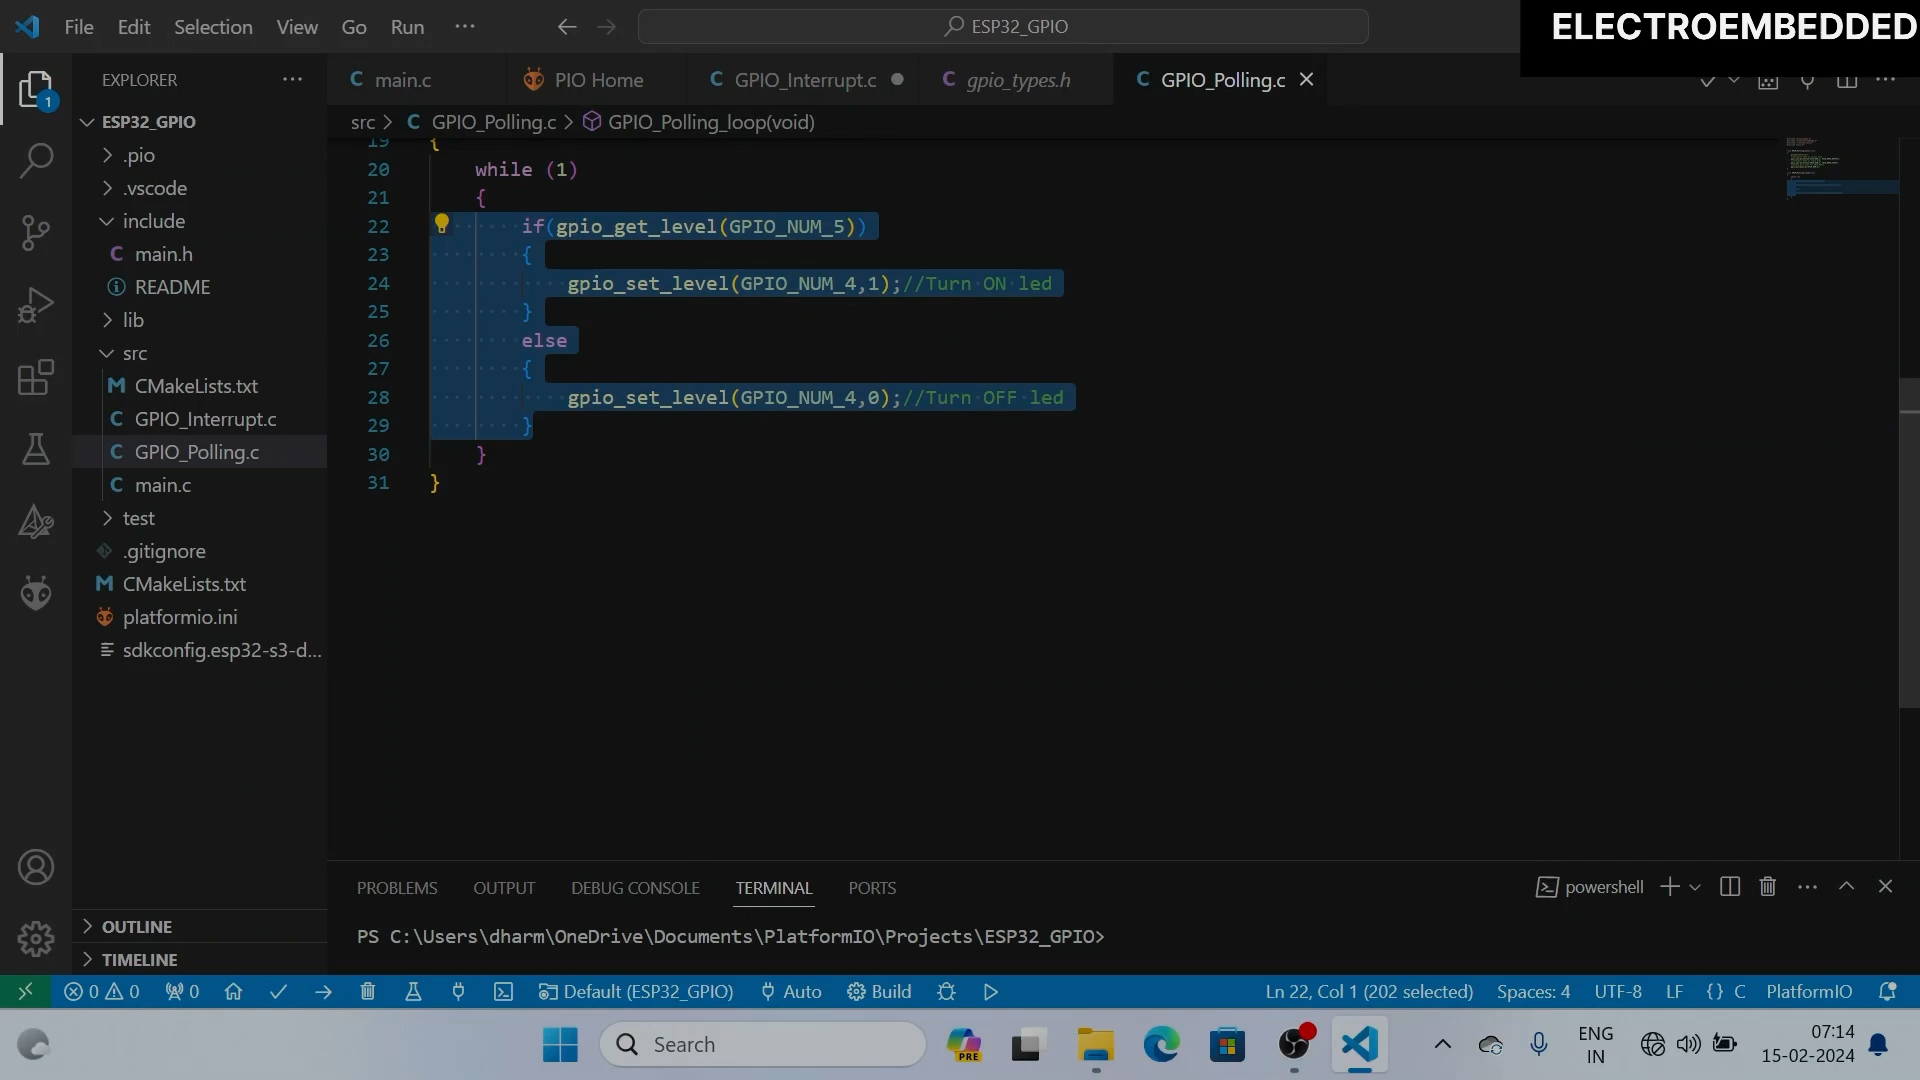 File Edit Selection View Go Run ··· ESP32_GPIO
ELECTROEMBEDDED
EXPLORER ···
main.c PIO Home GPIO_Interrupt.c gpio_types.h GPIO_Polling.c
src > GPIO_Polling.c > GPIO_Polling_loop(void)
1
ESP32_GPIO
.pio
.vscode
include
main.h
README
lib
src
CMakeLists.txt
GPIO_Interrupt.c
GPIO_Polling.c
main.c
test
.gitignore
CMakeLists.txt
platformio.ini
sdkconfig.esp32-s3-d...
OUTLINE
TIMELINE
19 {
20 while (1)
21 {
22 if(gpio_get_level(GPIO_NUM_5))
23 {
24 gpio_set_level(GPIO_NUM_4,1);//Turn ON led
25 }
26 else
27 {
28 gpio_set_level(GPIO_NUM_4,0);//Turn OFF led
29 }
30 }
31 }
PROBLEMS OUTPUT DEBUG CONSOLE TERMINAL PORTS powershell
PS C:\Users\dharm\OneDrive\Documents\PlatformIO\Projects\ESP32_GPIO>
0 0 0 Default (ESP32_GPIO) Auto Build Ln 22, Col 1 (202 selected) Spaces: 4 UTF-8 LF {} C PlatformIO
Search PRE ENG IN 07:14 15-02-2024